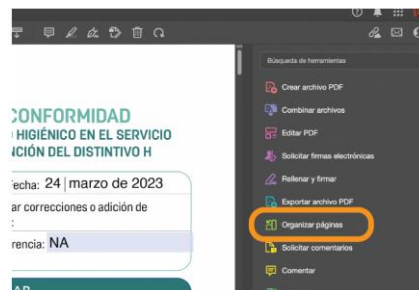 Búsqueda de herramientas
CONFORMIDAD
HIGIÉNICO EN EL SERVICIO
NCIÓN DEL DISTINTIVO H
echa: 24 | marzo de 2023
ar correcciones o adición de
:
rencia: NA
AR
Crear archivo PDF
Combinar archivos
Editar PDF
Solicitar firmas electrónicas
Rellenar y firmar
Exportar archivo PDF
Organizar páginas
Solicitar comentarios
Comentar